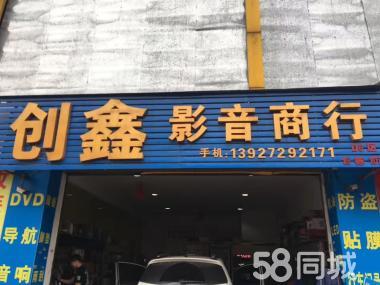 创鑫影音商行
手机:13927292171
DVD
导航
音响
防盗
贴膜
58同城